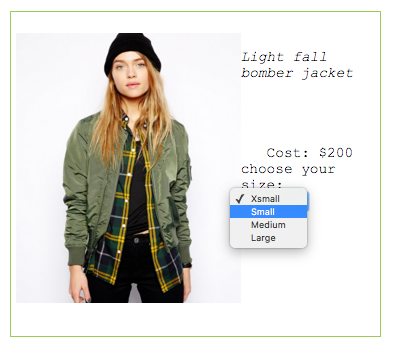 Light fall
bomber jacket
Cost: $200
choose your
size:
✓ Xsmall
Small
Medium
Large